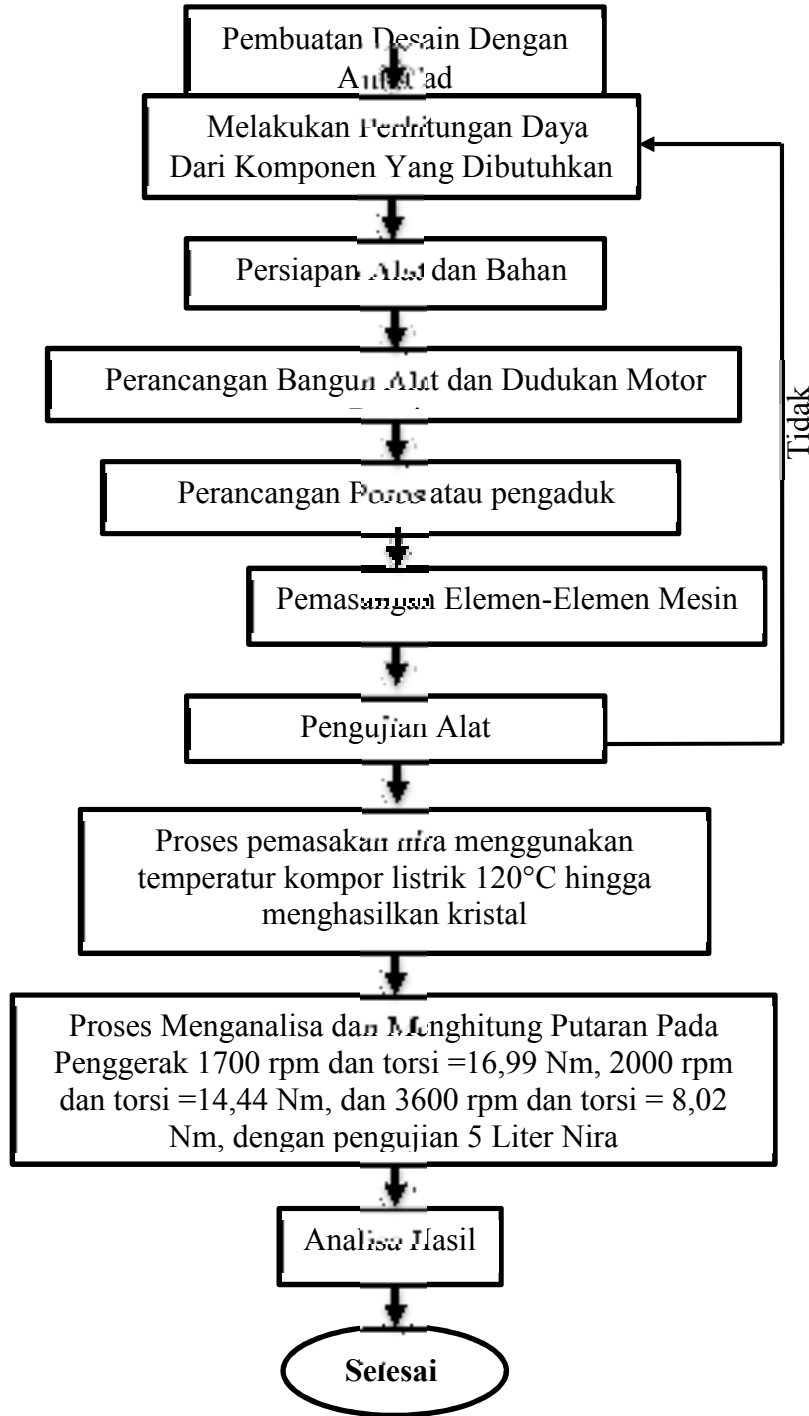 Pembuatan Desain Dengan
AutoCad
Melakukan Perhitungan Daya
Dari Komponen Yang Dibutuhkan
Persiapan Alat dan Bahan
Perancangan Bangun Alat dan Dudukan Motor
Perancangan Poros atau pengaduk
Pemasangan Elemen-Elemen Mesin
Pengujian Alat
Tidak
Proses pemasakan nira menggunakan
temperatur kompor listrik 120°C hingga
menghasilkan kristal
Proses Menganalisa dan Menghitung Putaran Pada
Penggerak 1700 rpm dan torsi =16,99 Nm, 2000 rpm
dan torsi =14,44 Nm, dan 3600 rpm dan torsi = 8,02
Nm, dengan pengujian 5 Liter Nira
Analisa Hasil
Selesai